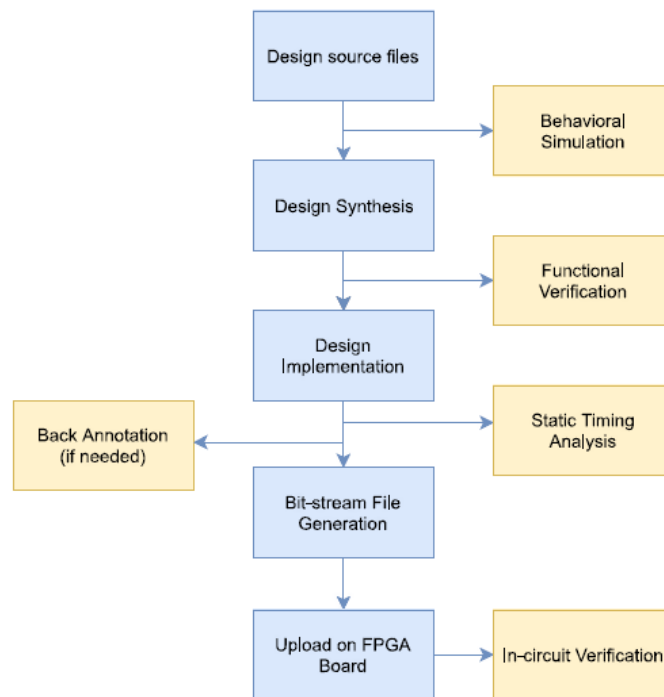 Design source files
Behavioral
Simulation
Design Synthesis
Functional
Verification
Design
Implementation
Static Timing
Analysis
Back Annotation
(if needed)
Bit-stream File
Generation
Upload on FPGA
Board
In-circuit Verification